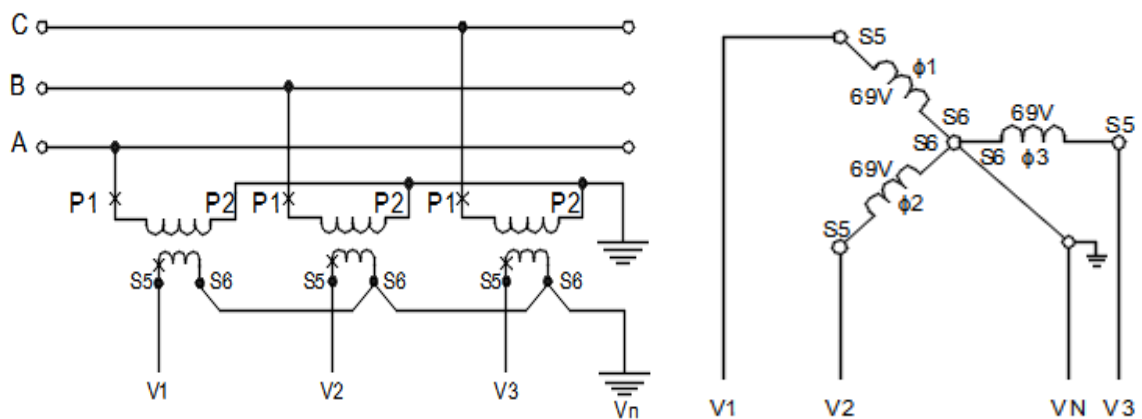 C
B
A
P1 P2 P1 P2 P1 P2
S5 S6 S5 S6 S5 S6
V1 V2 V3 Vn
S5
ϕ1
69V
S6
S6
S6
69V
ϕ3
S5
69V
ϕ2
S5
V1 V2 VN V3